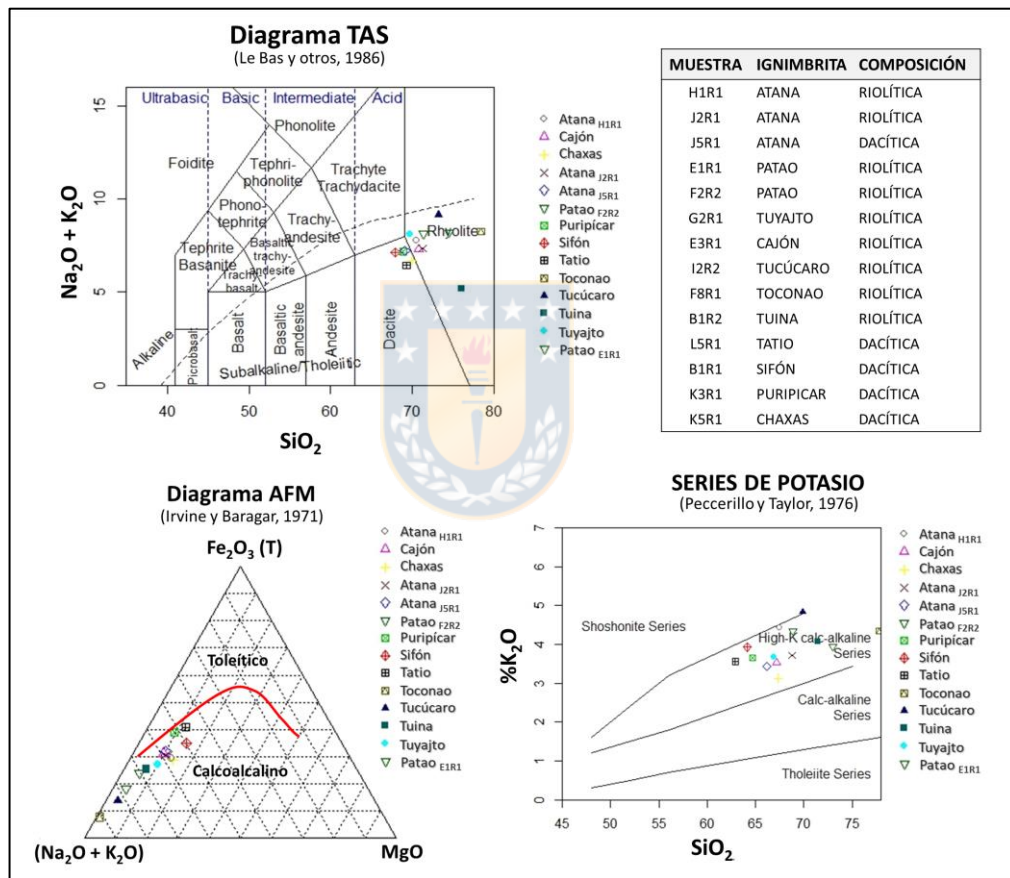 Diagrama TAS
(Le Bas y otros, 1986)
Ultrabasic
Basic
Intermediate
Acid
Phonolite
Foidite
Tephri-
phonolite
Trachyte
Trachydacite
Phono-
tephrite
Trachy-
andesite
Rhyolite
Tephrite
Basanite
Basaltic
trachy-
andesite
Trachy-
basalt
Alkaline
Picrobasalt
Basalt
Basaltic
andesite
Andesite
Dacite
Subalkaline/Tholeiitic
Na2O + K2O
0
5
10
15
40
50
60
70
80
SiO2
Atana H1R1
Cajón
Chaxas
Atana J2R1
Atana J5R1
Patao F2R2
Puripícar
Sifón
Tatio
Toconao
Tucúcaro
Tuina
Tuyajto
Patao E1R1
MUESTRA IGNIMBRITA COMPOSICIÓN
H1R1 ATANA RIOLÍTICA
J2R1 ATANA RIOLÍTICA
J5R1 ATANA DACÍTICA
E1R1 PATAO RIOLÍTICA
F2R2 PATAO RIOLÍTICA
G2R1 TUYAJTO RIOLÍTICA
E3R1 CAJÓN RIOLÍTICA
I2R2 TUCÚCARO RIOLÍTICA
F8R1 TOCONAO RIOLÍTICA
B1R2 TUINA RIOLÍTICA
L5R1 TATIO DACÍTICA
B1R1 SIFÓN DACÍTICA
K3R1 PURIPICAR DACÍTICA
K5R1 CHAXAS DACÍTICA
Diagrama AFM
(Irvine y Baragar, 1971)
Fe2O3 (T)
Toleítico
Calcoalcalino
(Na2O + K2O)
MgO
Atana H1R1
Cajón
Chaxas
Atana J2R1
Atana J5R1
Patao F2R2
Puripícar
Sifón
Tatio
Toconao
Tucúcaro
Tuina
Tuyajto
Patao E1R1
SERIES DE POTASIO
(Peccerillo y Taylor, 1976)
%K2O
7
6
5
4
3
2
1
0
Shoshonite Series
High-K calc-alkaline
Series
Calc-alkaline
Series
Tholeiite Series
45
50
55
60
65
70
75
SiO2
Atana H1R1
Cajón
Chaxas
Atana J2R1
Atana J5R1
Patao F2R2
Puripícar
Sifón
Tatio
Toconao
Tucúcaro
Tuina
Tuyajto
Patao E1R1